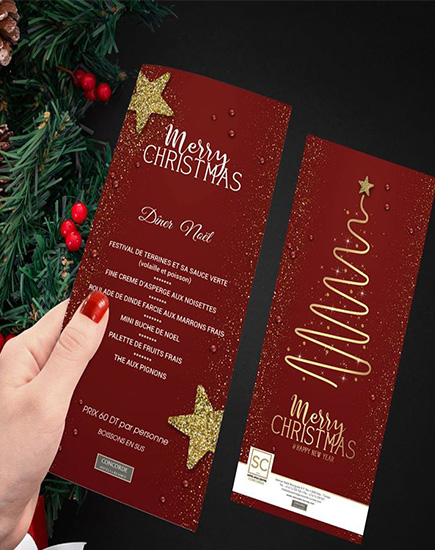 Merry
CHRISTMAS
Dîner Noël
FESTIVAL DE TERRINES ET SA SAUCE VERTE
(volaille et poisson)
FINE CREME D'ASPERGE AUX NOISETTES
ROULADE DE DINDE FARCIE AUX MARRONS FRAIS
MINI BUCHE DE NOEL
PALETTE DE FRUITS FRAIS
THE AUX PIGNONS
PRIX 60 DT par personne
BOISSONS EN SUS
CONCORDE
Merry
CHRISTMAS
& HAPPY NEW YEAR
SC
CONCORDE